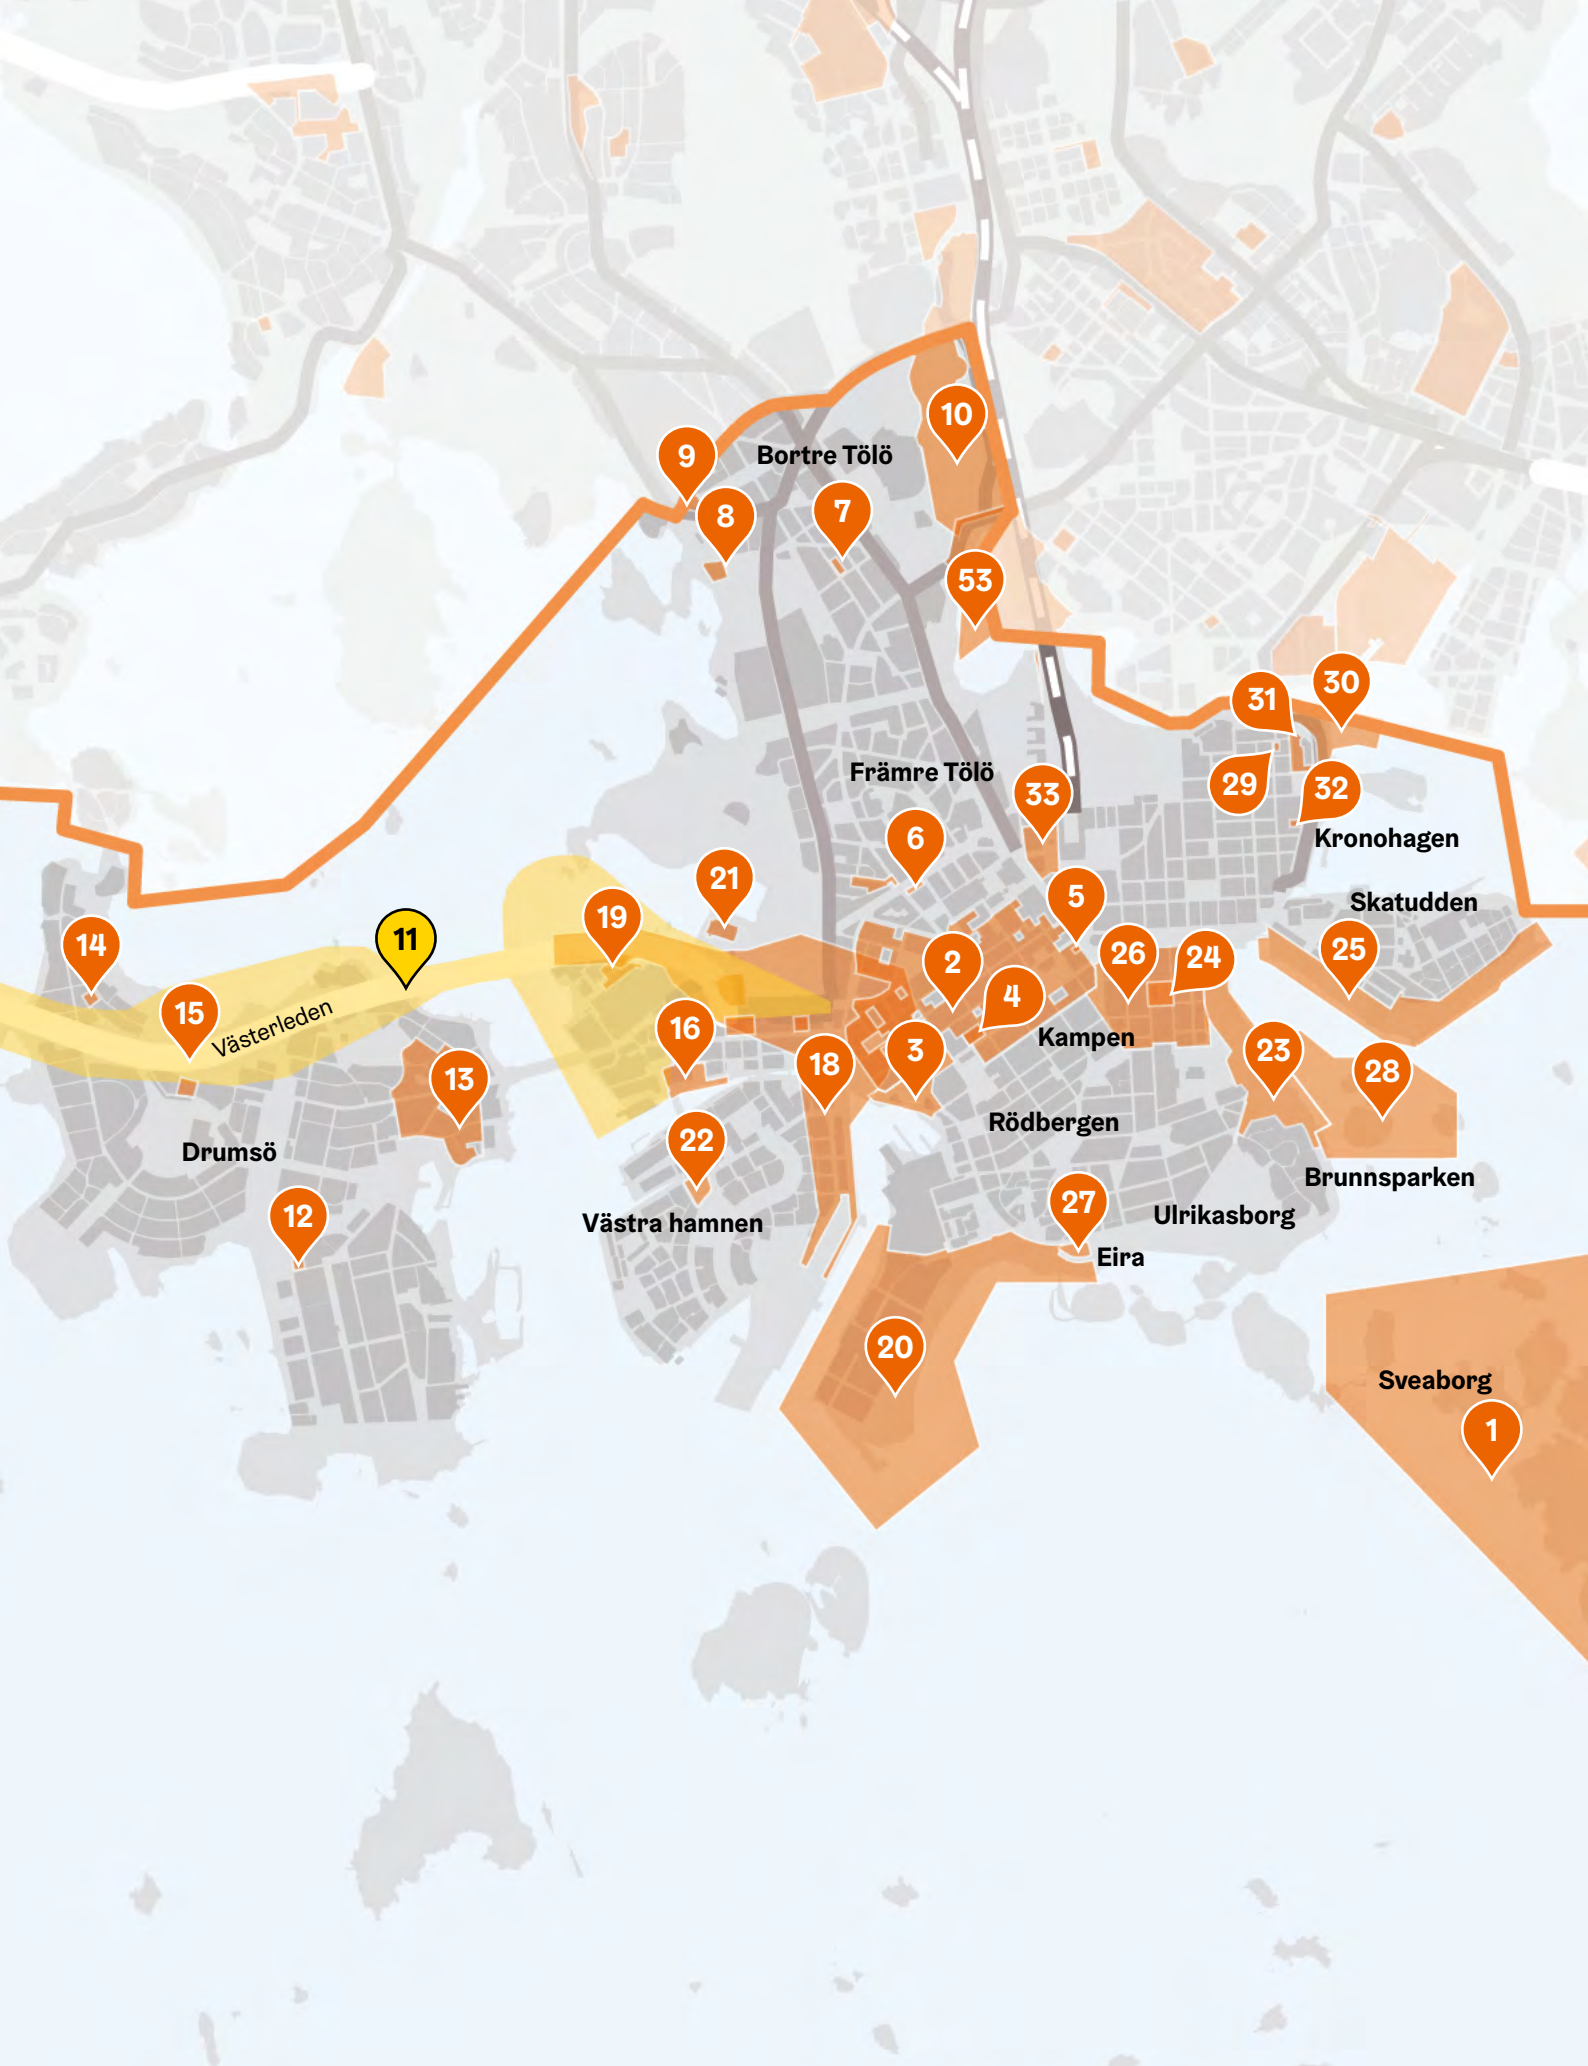 10
9
Bortre Tölö
8
7
53
30
31
Främre Tölö
29
33
32
6
Kronohagen
21
5
Skatudden
19
11
14
25
26
24
2
4
15
Västerleden
16
Kampen
3
23
18
28
13
Rödbergen
22
Drumsö
Brunnsparken
27
12
Västra hamnen
Ulrikasborg
Eira
20
Sveaborg
1